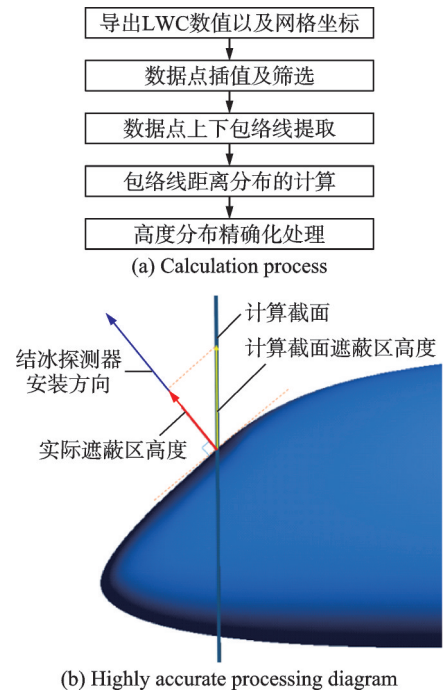 导出LWC数值以及网格坐标
数据点插值及筛选
数据点上下包络线提取
包络线距离分布的计算
高度分布精确化处理
(a) Calculation process
计算截面
计算截面遮蔽区高度
结冰探测器
安装方向
实际遮蔽区高度
(b) Highly accurate processing diagram